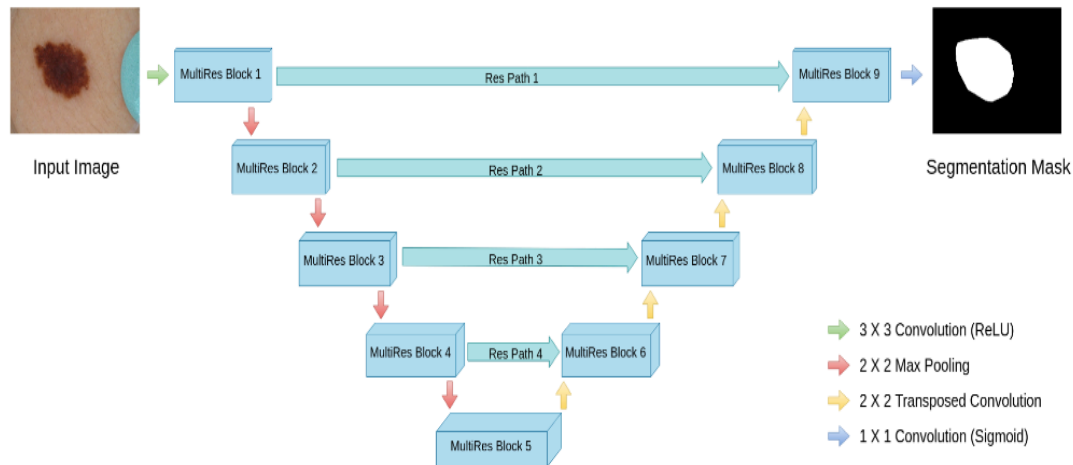 MultiRes Block 1
Res Path 1
MultiRes Block 9
Input Image
Segmentation Mask
MultiRes Block 2
Res Path 2
MultiRes Block 8
MultiRes Block 3
Res Path 3
MultiRes Block 7
MultiRes Block 4
Res Path 4
MultiRes Block 6
MultiRes Block 5
3 X 3 Convolution (ReLU)
2 X 2 Max Pooling
2 X 2 Transposed Convolution
1 X 1 Convolution (Sigmoid)